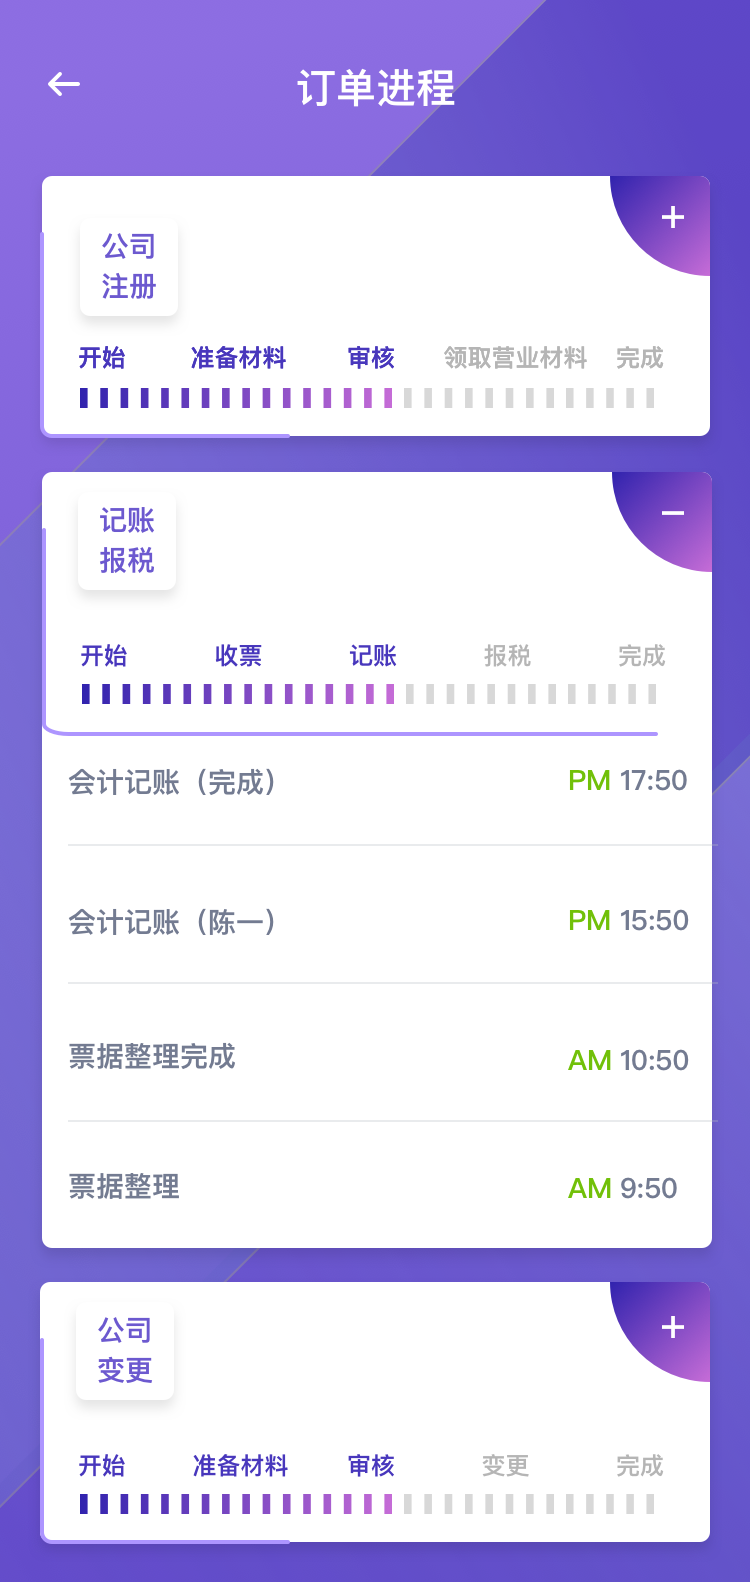 订单进程
公司
注册
开始 准备材料 审核 领取营业材料 完成
记账
报税
开始 收票 记账 报税 完成
会计记账（完成） PM 17:50
会计记账（陈一） PM 15:50
票据整理完成 AM 10:50
票据整理 AM 9:50
公司
变更
开始 准备材料 审核 变更 完成